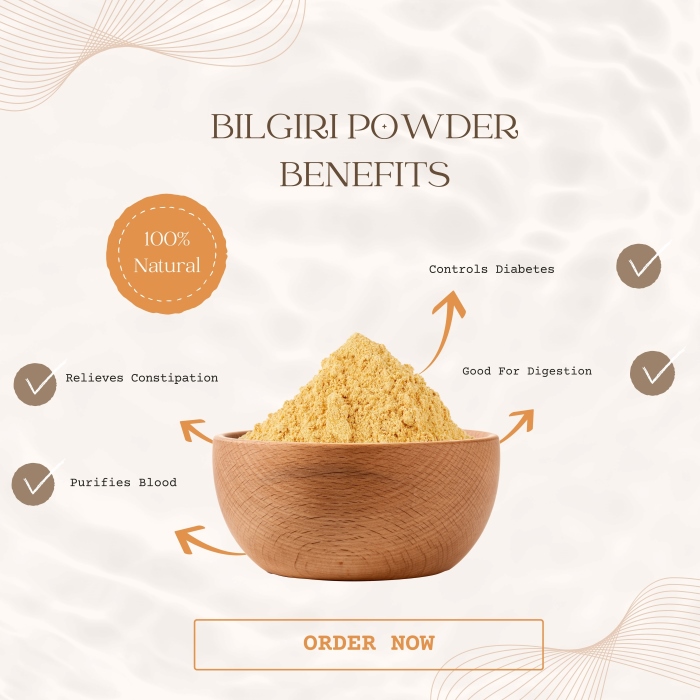 BILGIRI POWDER
BENEFITS
100%
Natural
Controls Diabetes
Good For Digestion
Relieves Constipation
Purifies Blood
ORDER NOW